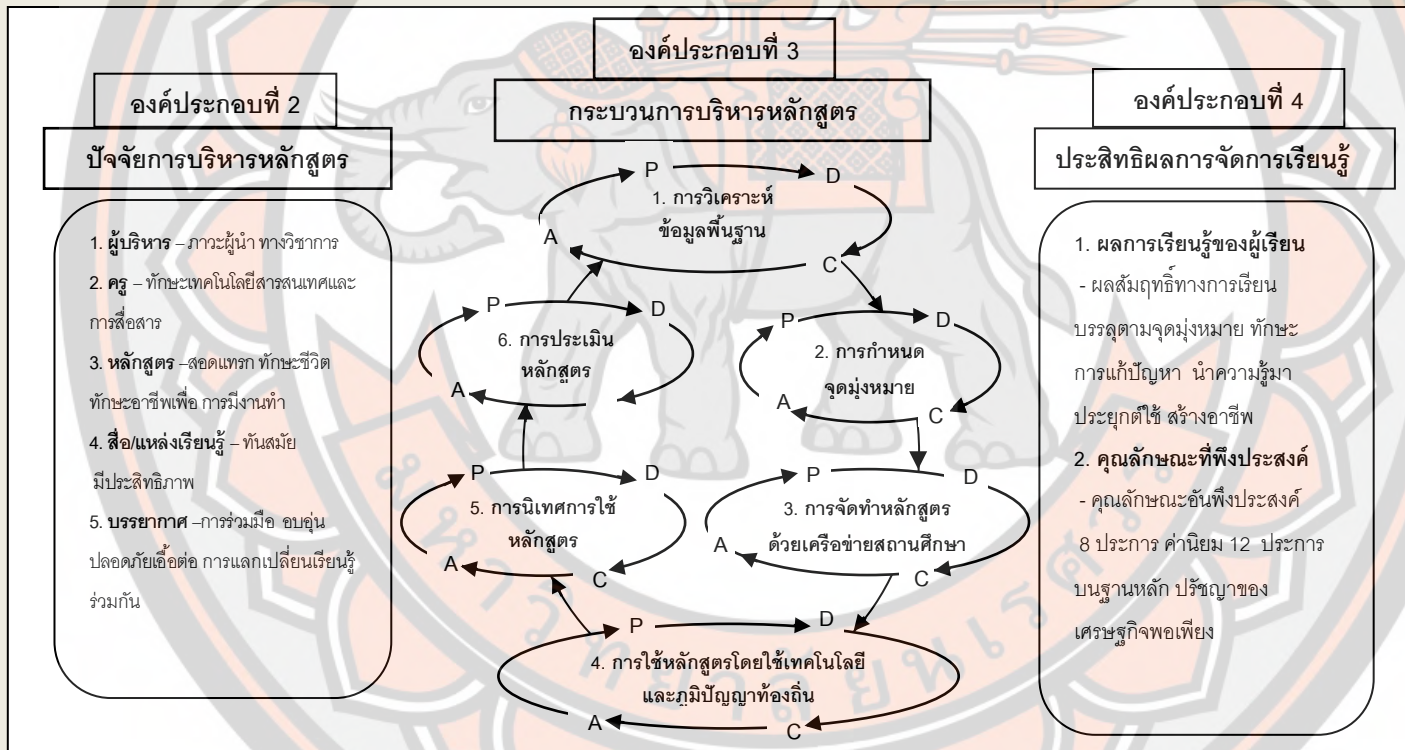 องค์ประกอบที่ 2
ปัจจัยการบริหารหลักสูตร
1. ผู้บริหาร – ภาวะผู้นำ ทางวิชาการ
2. ครู – ทักษะเทคโนโลยีสารสนเทศและ
การสื่อสาร
3. หลักสูตร –สอดแทรก ทักษะชีวิต
ทักษะอาชีพเพื่อ การมีงานทำ
4. สื่อ/แหล่งเรียนรู้ – ทันสมัย
มีประสิทธิภาพ
5. บรรยากาศ –การร่วมมือ อบอุ่น
ปลอดภัยเอื้อต่อ การแลกเปลี่ยนเรียนรู้
ร่วมกัน
องค์ประกอบที่ 3
กระบวนการบริหารหลักสูตร
P D
1. การวิเคราะห์
ข้อมูลพื้นฐาน
A C
P D
2. การกำหนด
จุดมุ่งหมาย
A C
P D
3. การจัดทำหลักสูตร
ด้วยเครือข่ายสถานศึกษา
A C
P D
4. การใช้หลักสูตรโดยใช้เทคโนโลยี
และภูมิปัญญาท้องถิ่น
A C
P D
5. การนิเทศการใช้
หลักสูตร
A C
P D
6. การประเมิน
หลักสูตร
A
องค์ประกอบที่ 4
ประสิทธิผลการจัดการเรียนรู้
1. ผลการเรียนรู้ของผู้เรียน
- ผลสัมฤทธิ์ทางการเรียน
บรรลุตามจุดมุ่งหมาย ทักษะ
การแก้ปัญหา นำความรู้มา
ประยุกต์ใช้ สร้างอาชีพ
2. คุณลักษณะที่พึงประสงค์
- คุณลักษณะอันพึงประสงค์
8 ประการ ค่านิยม 12 ประการ
บนฐานหลัก ปรัชญาของ
เศรษฐกิจพอเพียง
มหาวิทยาลัยนเรศวร